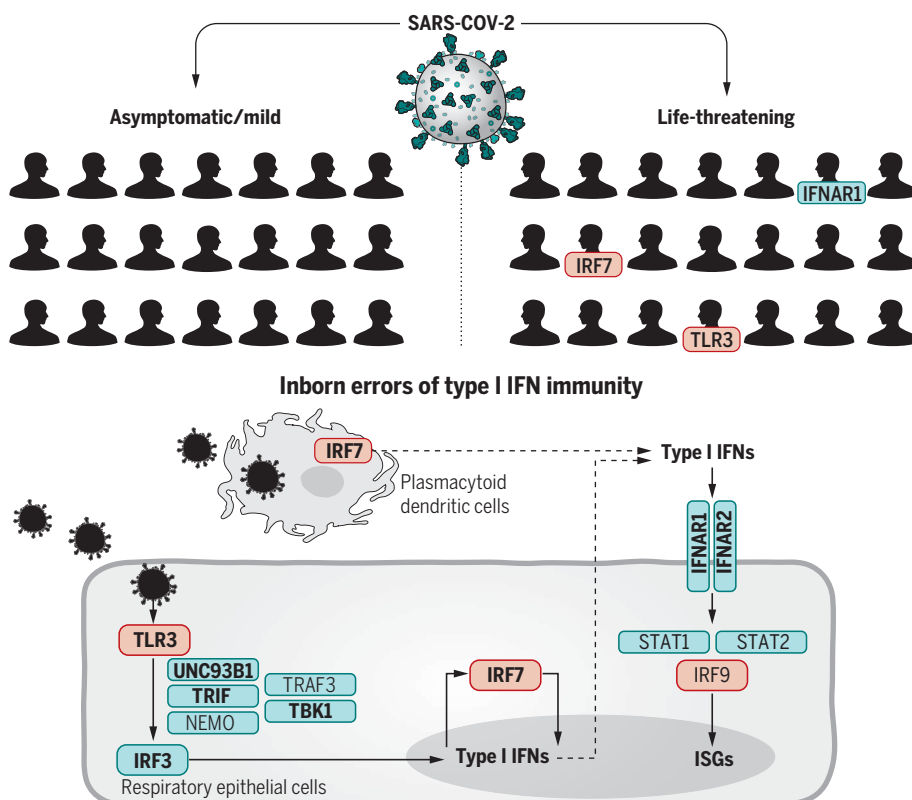 SARS-COV-2
Asymptomatic/mild
Life-threatening
IFNAR1
IRF7
TLR3
Inborn errors of type I IFN immunity
IRF7
Plasmacytoid
dendritic cells
Type I IFNs
IFNAR1
IFNAR2
TLR3
UNC93B1
TRIF
NEMO
TRAF3
TBK1
IRF3
Respiratory epithelial cells
IRF7
Type I IFNs
STAT1
STAT2
IRF9
ISGs